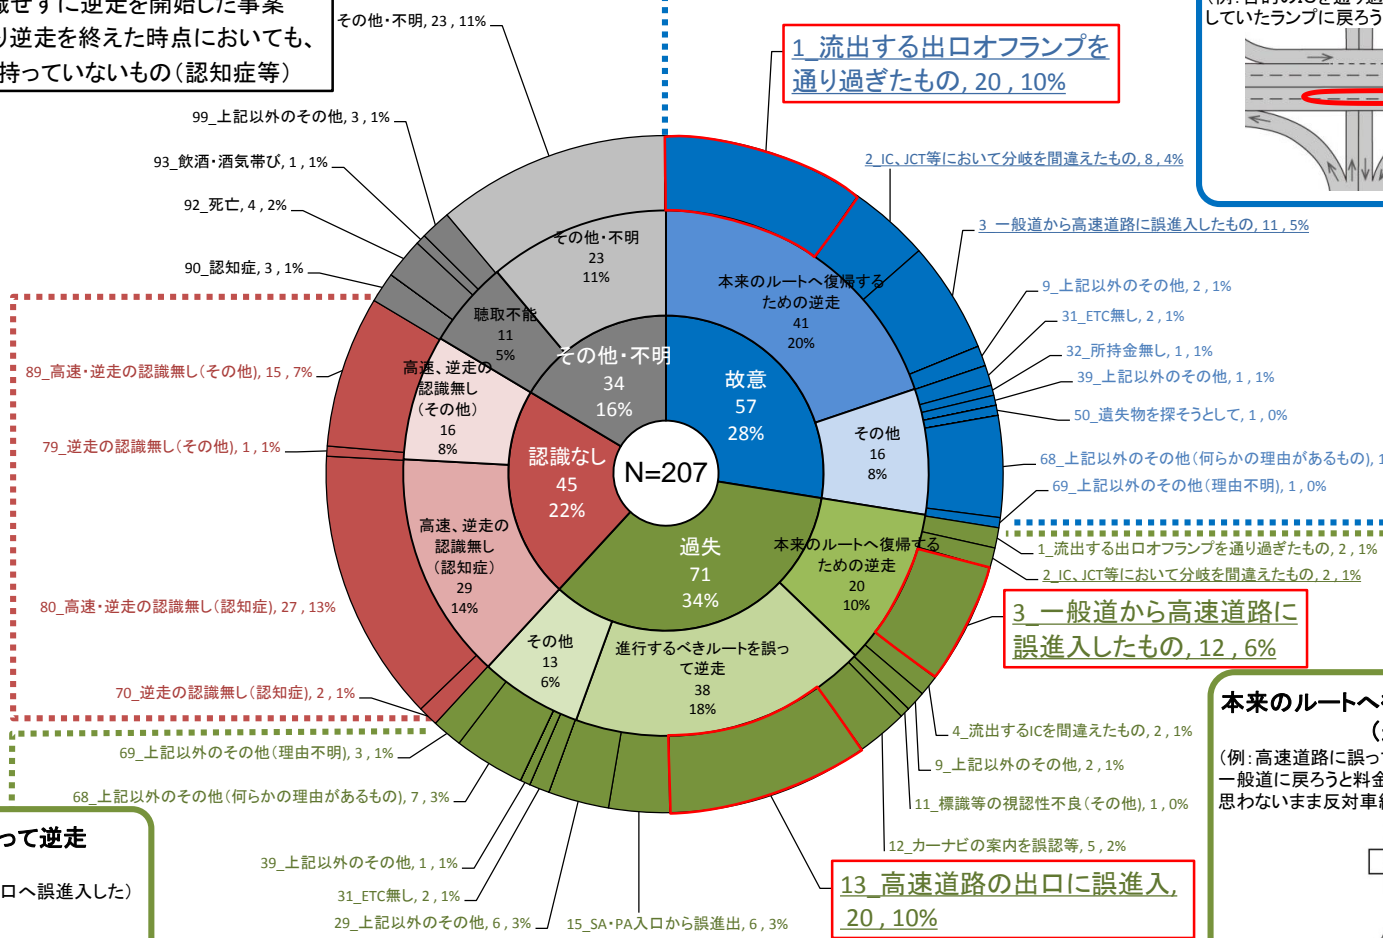 識せずに逆走を開始した事案
り逆走を終えた時点においても、
持っていないもの(認知症等)
その他・不明, 23 , 11%
1_流出する出口オフランプを
通り過ぎたもの, 20 , 10%
していたランプに戻ろう
99_上記以外のその他, 3 , 1%
93_飲酒・酒気帯び, 1 , 1%
92_死亡, 4 , 2%
90_認知症, 3 , 1%
2_IC、JCT等において分岐を間違えたもの, 8 , 4%
3_一般道から高速道路に誤進入したもの, 11 , 5%
9_上記以外のその他, 2 , 1%
31_ETC無し, 2 , 1%
32_所持金無し, 1 , 1%
39_上記以外のその他, 1 , 1%
50_遺失物を探そうとして, 1 , 0%
68_上記以外のその他(何らかの理由があるもの), 1
69_上記以外のその他(理由不明), 1 , 0%
その他・不明
23
11%
聴取不能
11
5%
本来のルートへ復帰する
ための逆走
41
20%
その他・不明
34
16%
故意
57
28%
その他
16
8%
高速、逆走の
認識無し
(その他)
16
8%
89_高速・逆走の認識無し(その他), 15 , 7%
79_逆走の認識無し(その他), 1 , 1%
認識なし
45
22%
N=207
高速、逆走の
認識無し
(認知症)
29
14%
過失
71
34%
本来のルートへ復帰する
ための逆走
20
10%
1_流出する出口オフランプを通り過ぎたもの, 2 , 1%
2_IC、JCT等において分岐を間違えたもの, 2 , 1%
3_一般道から高速道路に
誤進入したもの, 12 , 6%
80_高速・逆走の認識無し(認知症), 27 , 13%
70_逆走の認識無し(認知症), 2 , 1%
その他
13
6%
進行するべきルートを誤っ
て逆走
38
18%
4_流出するICを間違えたもの, 2 , 1%
9_上記以外のその他, 2 , 1%
11_標識等の視認性不良(その他), 1 , 0%
12_カーナビの案内を誤認等, 5 , 2%
13_高速道路の出口に誤進入,
20 , 10%
69_上記以外のその他(理由不明), 3 , 1%
68_上記以外のその他(何らかの理由があるもの), 7 , 3%
39_上記以外のその他, 1 , 1%
31_ETC無し, 2 , 1%
29_上記以外のその他, 6 , 3%
15_SA・PA入口から誤進出, 6 , 3%
って逆走
ロへ誤進入した)
本来のルートへ
(例:高速道路に誤って
一般道に戻ろうと料金
思わないまま反対車